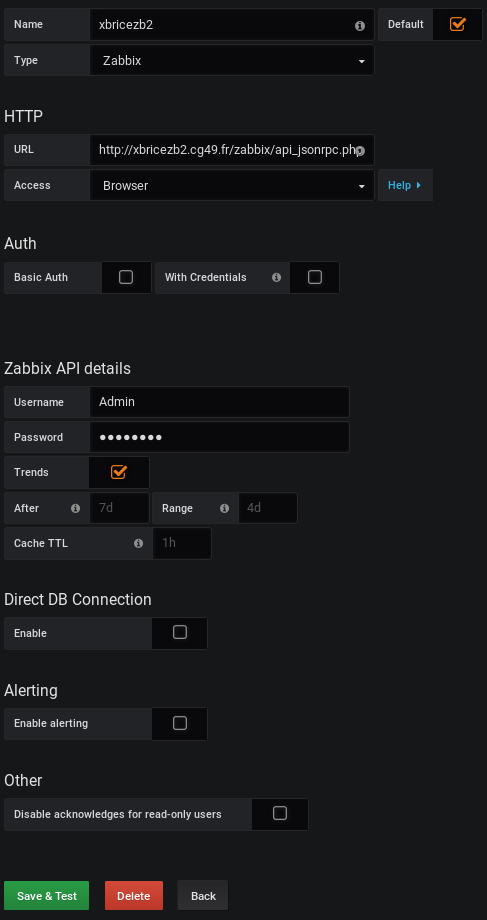 Name xbricezb2 Default
Type Zabbix
HTTP
URL http://xbricezb2.cg49.fr/zabbix/api_jsonrpc.php
Access Browser Help
Auth
Basic Auth With Credentials
Zabbix API details
Username Admin
Password ●●●●●●●●
Trends
After 7d Range 4d
Cache TTL 1h
Direct DB Connection
Enable
Alerting
Enable alerting
Other
Disable acknowledges for read-only users
Save & Test Delete Back